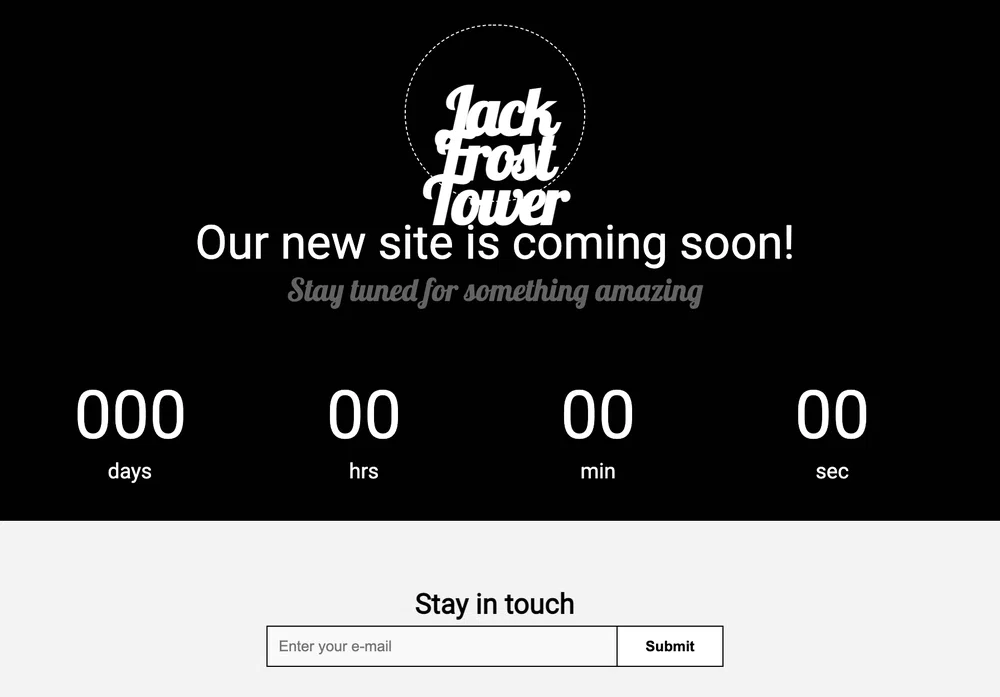 Jack
Frost
Tower
Our new site is coming soon!
Stay tuned for something amazing
000 00 00 00
days hrs min sec
Stay in touch
Enter your e-mail Submit